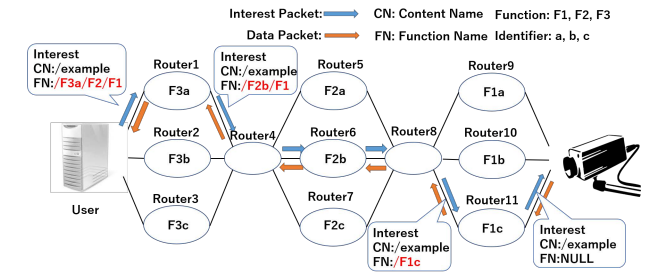 Interest Packet: CN: Content Name Function: F1, F2, F3
Data Packet: FN: Function Name Identifier: a, b, c
Interest
CN:/example
FN:/F3a/F2/F1
Router1
F3a
Interest
CN:/example
FN:/F2b/F1
Router5
F2a
Router9
F1a
Router2
F3b
Router4
Router6
F2b
Router8
Router10
F1b
User
Router3
F3c
Router7
F2c
Router11
F1c
Interest
CN:/example
FN:/F1c
Interest
CN:/example
FN:NULL